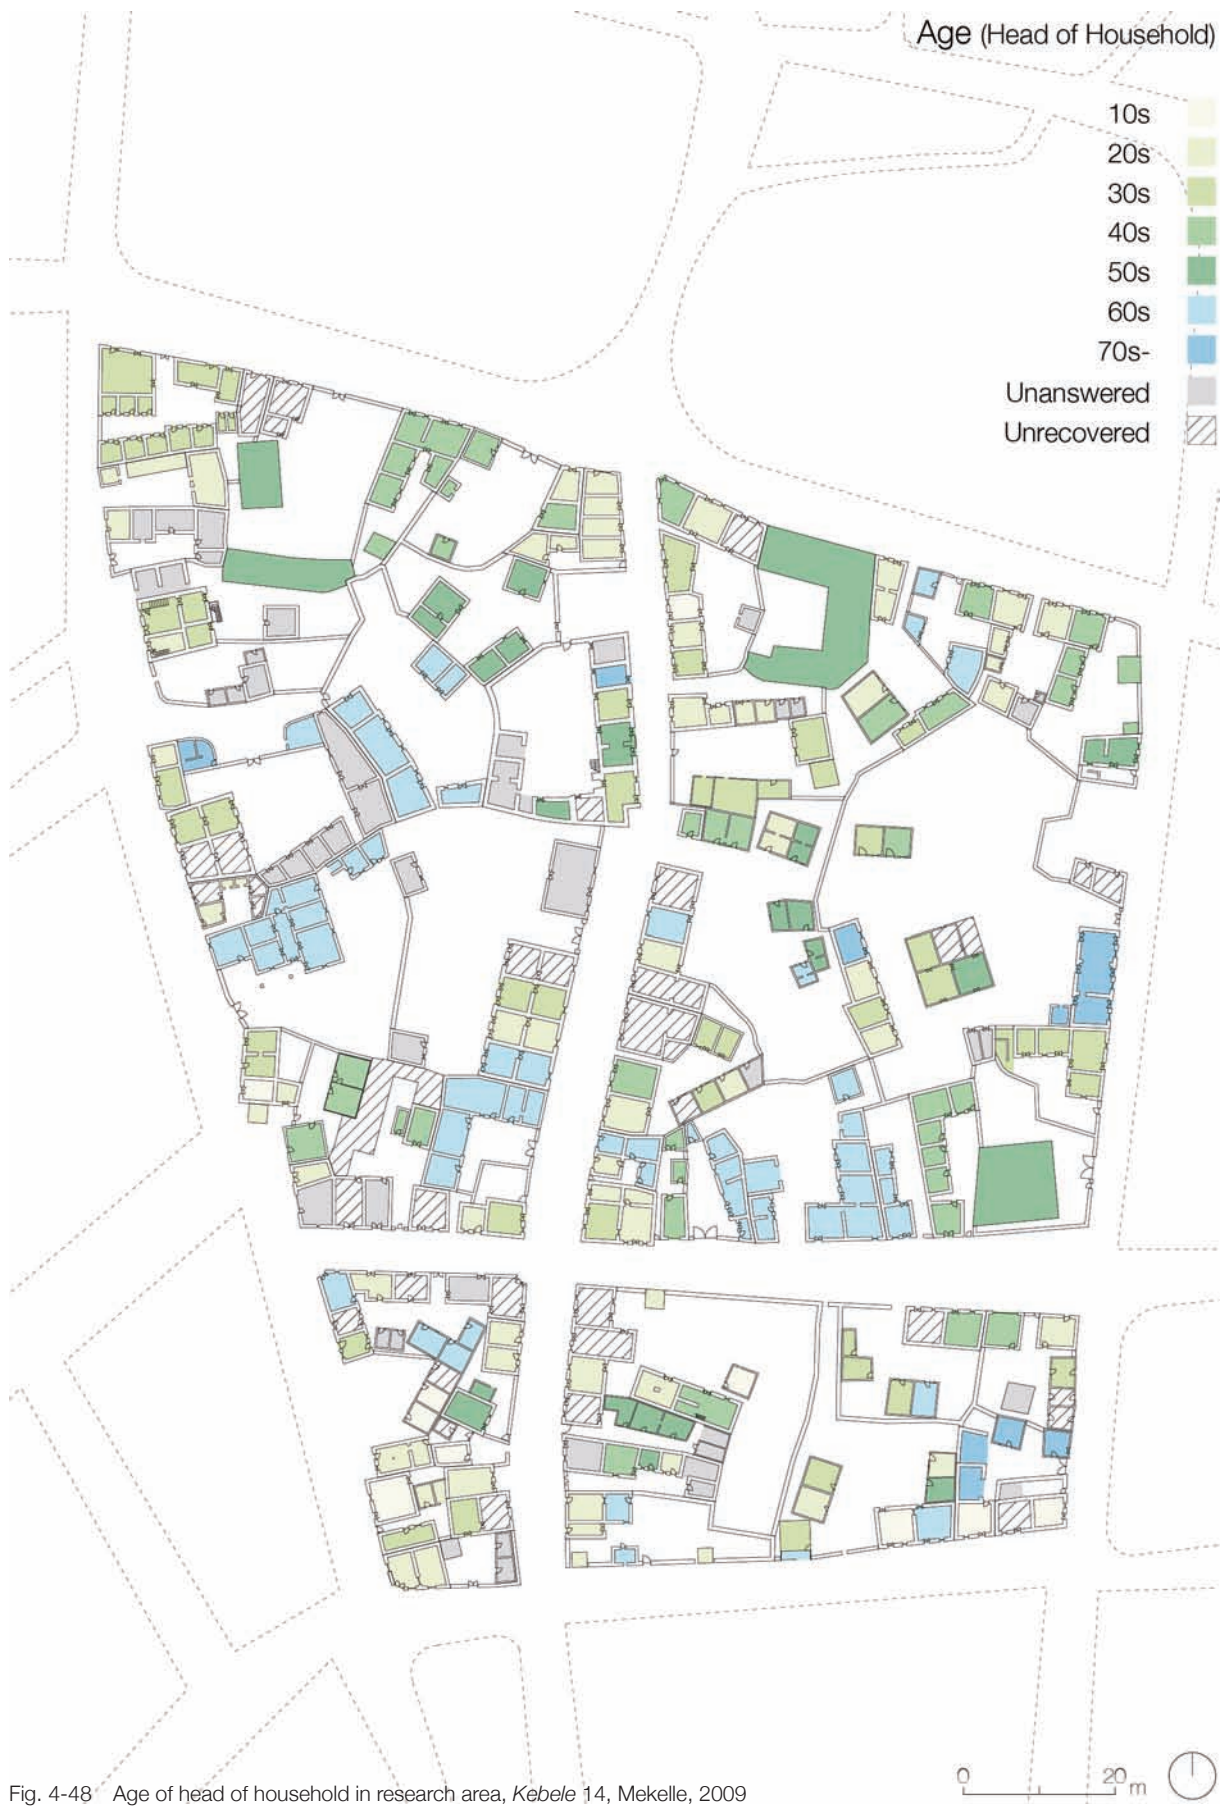 Age (Head of Household)
10s
20s
30s
40s
50s
60s
70s-
Unanswered
Unrecovered
0 20 m
Fig. 4-48 Age of head of household in research area, Kebele 14, Mekelle, 2009